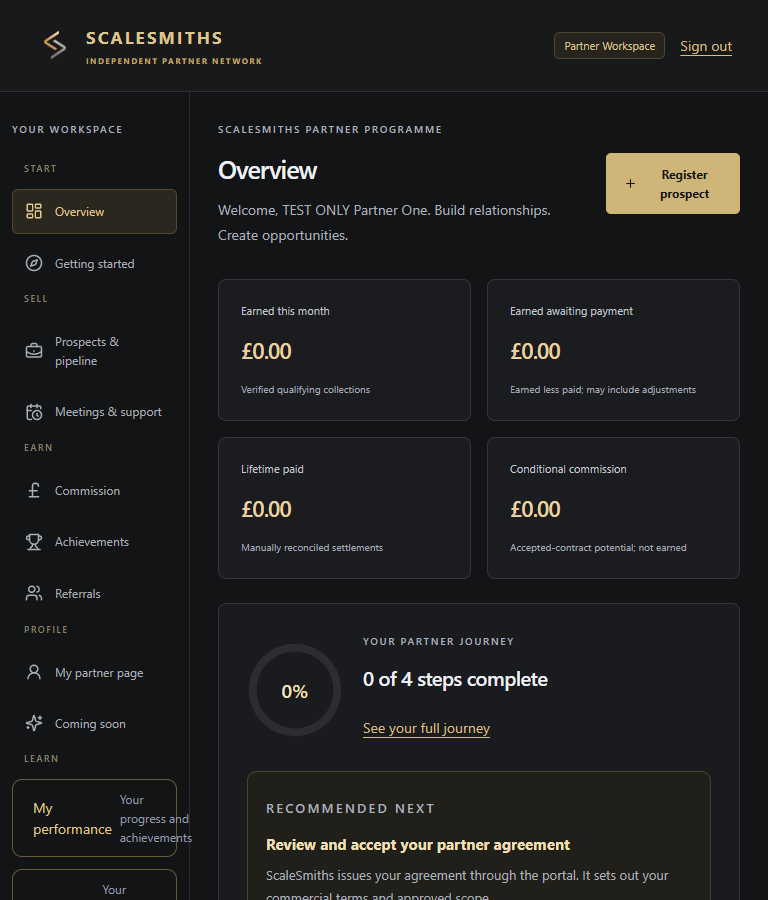 SCALESMITHS
INDEPENDENT PARTNER NETWORK
Partner Workspace
Sign out
YOUR WORKSPACE
START
Overview
Getting started
SELL
Prospects &
pipeline
Meetings & support
EARN
Commission
Achievements
Referrals
PROFILE
My partner page
Coming soon
LEARN
My
performance
Your
progress and
achievements
Your
SCALESMITHS PARTNER PROGRAMME
Overview
Welcome, TEST ONLY Partner One. Build relationships.
Create opportunities.
+ Register
prospect
Earned this month
£0.00
Verified qualifying collections
Earned awaiting payment
£0.00
Earned less paid; may include adjustments
Lifetime paid
£0.00
Manually reconciled settlements
Conditional commission
£0.00
Accepted-contract potential; not earned
0%
YOUR PARTNER JOURNEY
0 of 4 steps complete
See your full journey
RECOMMENDED NEXT
Review and accept your partner agreement
ScaleSmiths issues your agreement through the portal. It sets out your
commercial terms and approved scope.